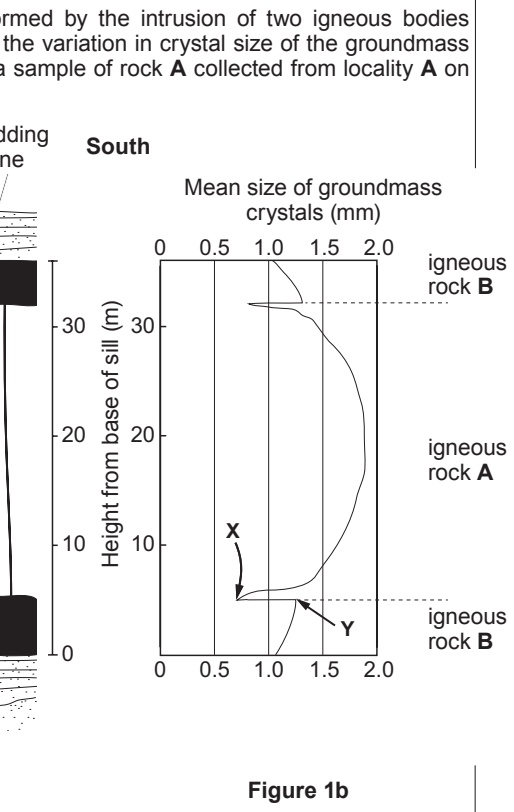 ormed by the intrusion of two igneous bodies
the variation in crystal size of the groundmass
a sample of rock A collected from locality A on
dding
ne
South
Mean size of groundmass
crystals (mm)
0 0.5 1.0 1.5 2.0
igneous
rock B
30
30
20
20
igneous
rock A
10
10
Height from base of sill (m)
X
Y
igneous
rock B
0
0 0.5 1.0 1.5 2.0
Figure 1b